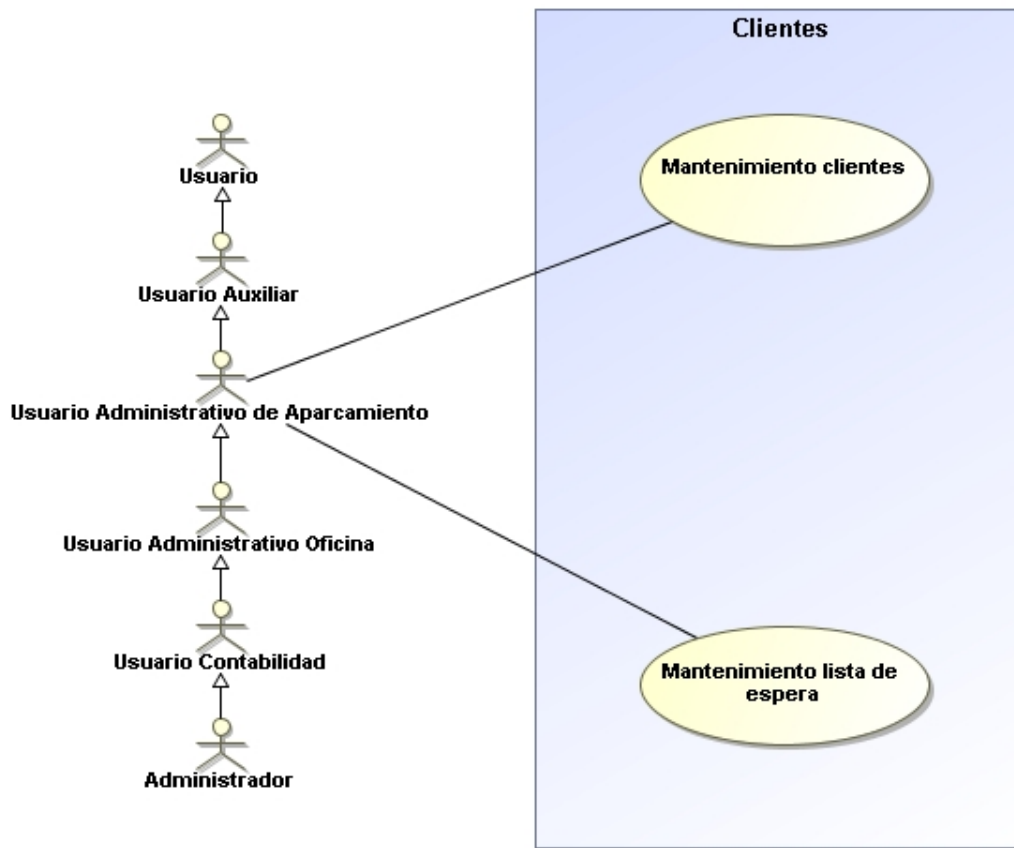 Clientes
Usuario
Usuario Auxiliar
Usuario Administrativo de Aparcamiento
Usuario Administrativo Oficina
Usuario Contabilidad
Administrador
Mantenimiento clientes
Mantenimiento lista de
espera